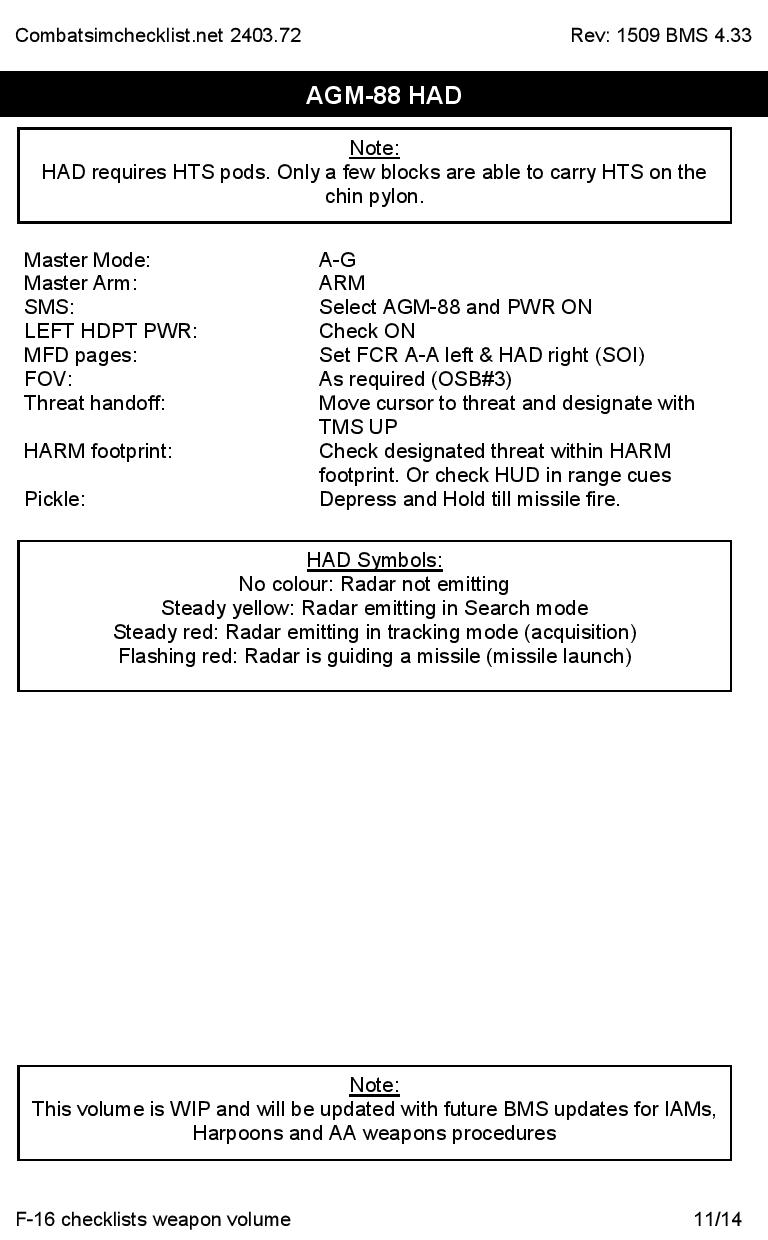 Combatsimchecklist.net 2403.72 Rev: 1509 BMS 4.33
AGM-88 HAD
Note:
HAD requires HTS pods. Only a few blocks are able to carry HTS on the
chin pylon.
Master Mode: A-G
Master Arm: ARM
SMS: Select AGM-88 and PWR ON
LEFT HDPT PWR: Check ON
MFD pages: Set FCR A-A left & HAD right (SOI)
FOV: As required (OSB#3)
Threat handoff: Move cursor to threat and designate with
TMS UP
HARM footprint: Check designated threat within HARM
footprint. Or check HUD in range cues
Pickle: Depress and Hold till missile fire.
HAD Symbols:
No colour: Radar not emitting
Steady yellow: Radar emitting in Search mode
Steady red: Radar emitting in tracking mode (acquisition)
Flashing red: Radar is guiding a missile (missile launch)
Note:
This volume is WIP and will be updated with future BMS updates for IAMs,
Harpoons and AA weapons procedures
F-16 checklists weapon volume 11/14